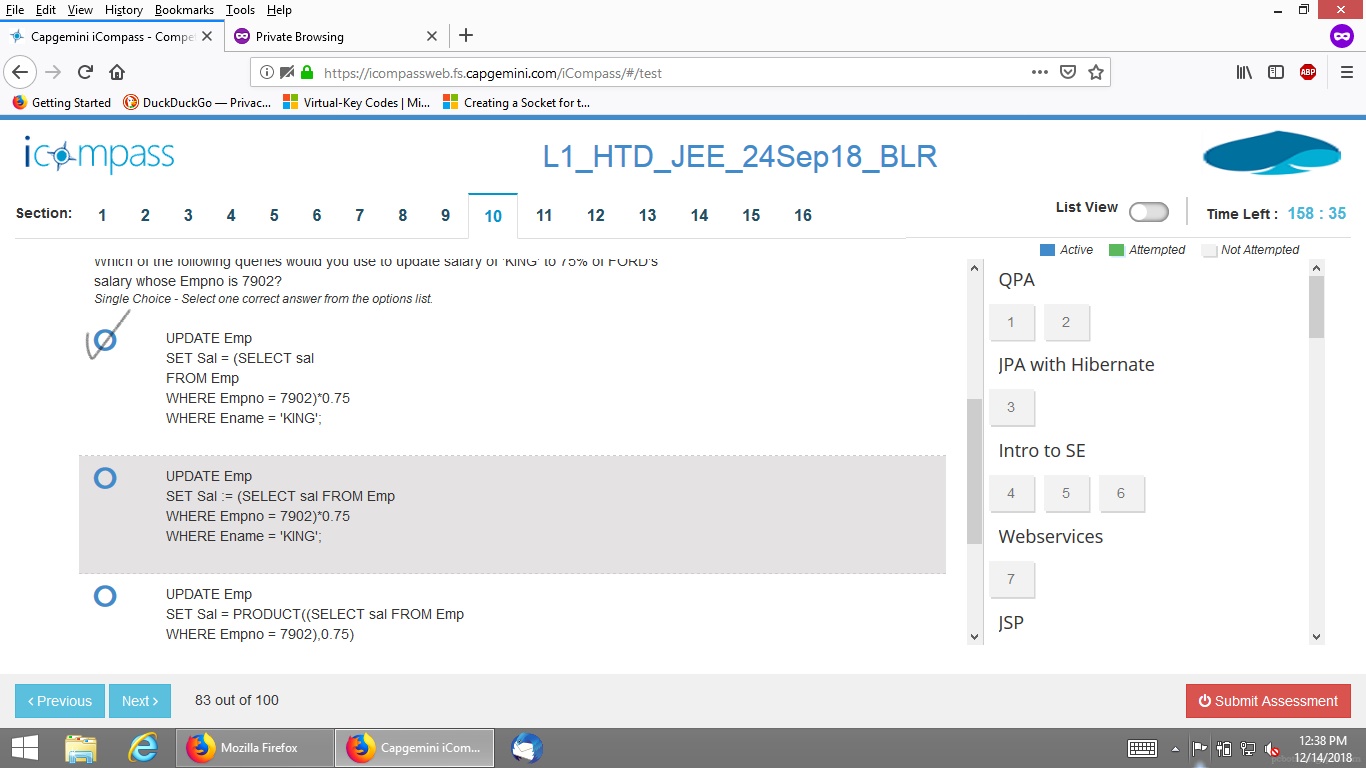 File Edit View History Bookmarks Tools Help
Capgemini iCompass - Compe
Private Browsing
https://icompassweb.fs.capgemini.com/iCompass/#/test
ABP
Getting Started
DuckDuckGo — Privac...
Virtual-Key Codes | Mi...
Creating a Socket for t...
icompass
L1_HTD_JEE_24Sep18_BLR
Section: 1 2 3 4 5 6 7 8 9 10 11 12 13 14 15 16
List View
Time Left : 158 : 35
Active Attempted Not Attempted
Which of the following queries would you use to update salary of 'KING' to 75% of FORD's
salary whose Empno is 7902?
Single Choice - Select one correct answer from the options list.
UPDATE Emp
SET Sal = (SELECT sal
FROM Emp
WHERE Empno = 7902)*0.75
WHERE Ename = 'KING';
UPDATE Emp
SET Sal := (SELECT sal FROM Emp
WHERE Empno = 7902)*0.75
WHERE Ename = 'KING';
UPDATE Emp
SET Sal = PRODUCT((SELECT sal FROM Emp
WHERE Empno = 7902),0.75)
QPA
1 2
JPA with Hibernate
3
Intro to SE
4 5 6
Webservices
7
JSP
Previous
Next
83 out of 100
Submit Assessment
Mozilla Firefox
Capgemini iCom...
12:38 PM
12/14/2018